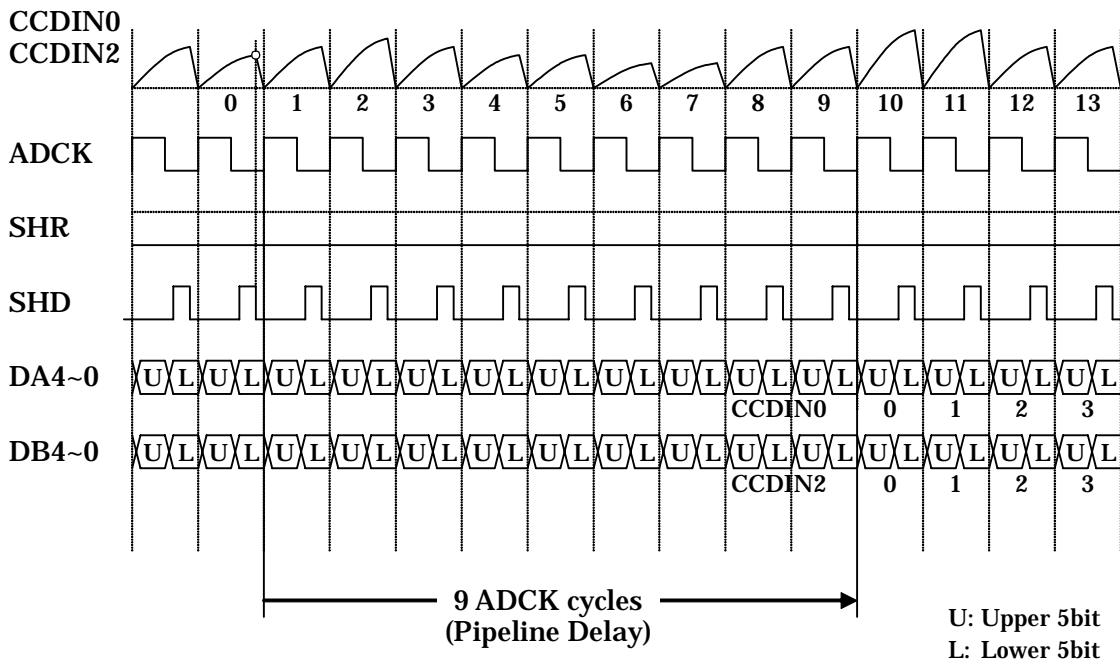 CCDIN0
CCDIN2
0 1 2 3 4 5 6 7 8 9 10 11 12 13
ADCK
SHR
SHD
DA4~0 U L U L U L U L U L U L U L U L U L U L U L U L U L U L U L
CCDIN0 0 1 2 3
DB4~0 U L U L U L U L U L U L U L U L U L U L U L U L U L U L U L
CCDIN2 0 1 2 3
9 ADCK cycles
(Pipeline Delay)
U: Upper 5bit
L: Lower 5bit